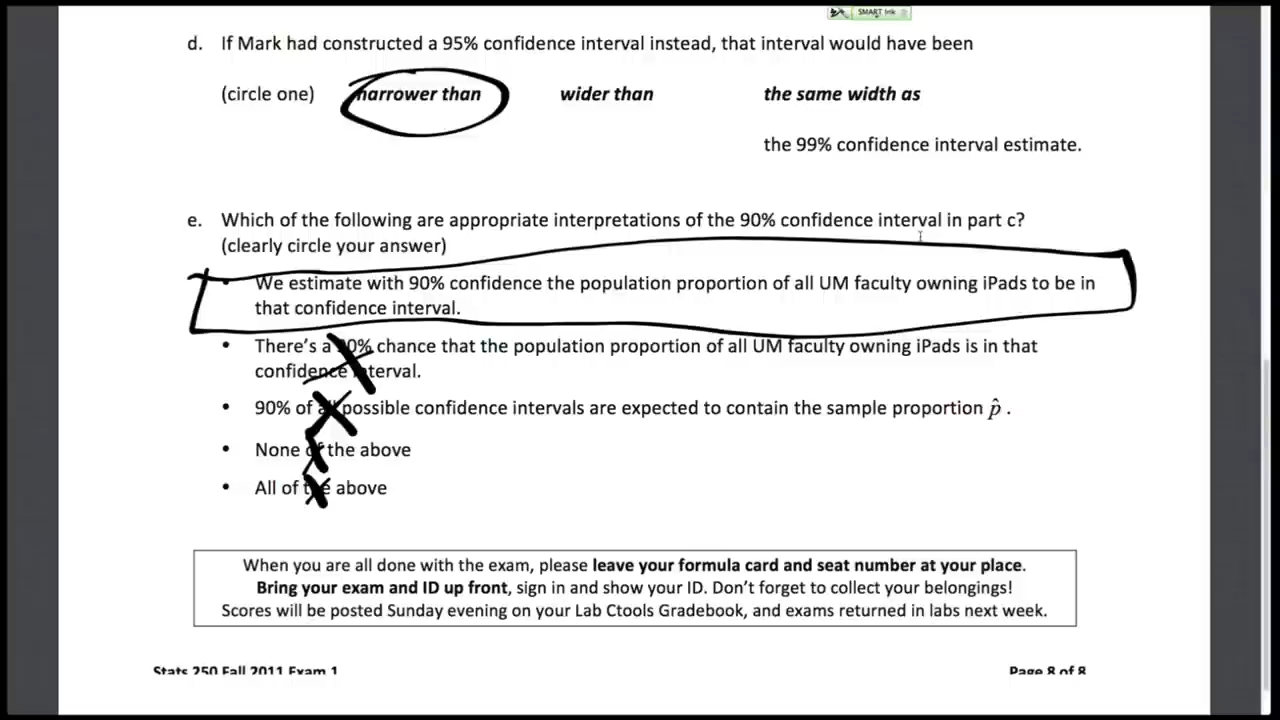 SMART Ink
d. If Mark had constructed a 95% confidence interval instead, that interval would have been
(circle one) narrower than wider than the same width as
the 99% confidence interval estimate.
e. Which of the following are appropriate interpretations of the 90% confidence interval in part c?
(clearly circle your answer)
• We estimate with 90% confidence the population proportion of all UM faculty owning iPads to be in
that confidence interval.
• There's a 90% chance that the population proportion of all UM faculty owning iPads is in that
confidence interval.
• 90% of all possible confidence intervals are expected to contain the sample proportion p̂ .
• None of the above
• All of the above
When you are all done with the exam, please leave your formula card and seat number at your place.
Bring your exam and ID up front, sign in and show your ID. Don't forget to collect your belongings!
Scores will be posted Sunday evening on your Lab Ctools Gradebook, and exams returned in labs next week.
Stats 250 Fall 2011 Exam 1 Page 8 of 8